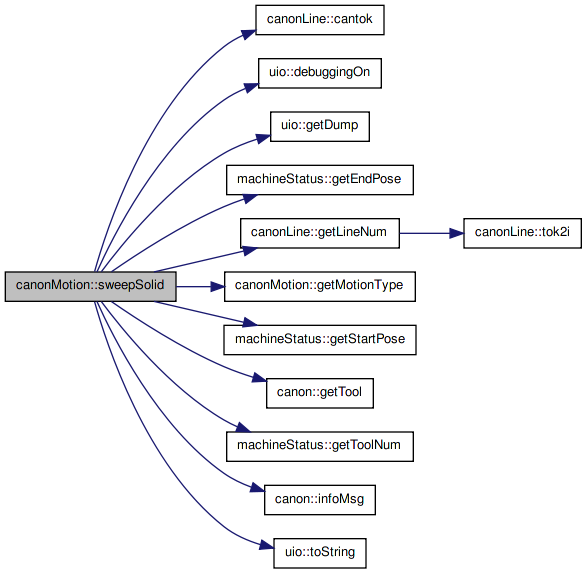 canonLine::cantok
uio::debuggingOn
uio::getDump
machineStatus::getEndPose
canonLine::getLineNum
canonLine::tok2i
canonMotion::sweepSolid
canonMotion::getMotionType
machineStatus::getStartPose
canon::getTool
machineStatus::getToolNum
canon::infoMsg
uio::toString